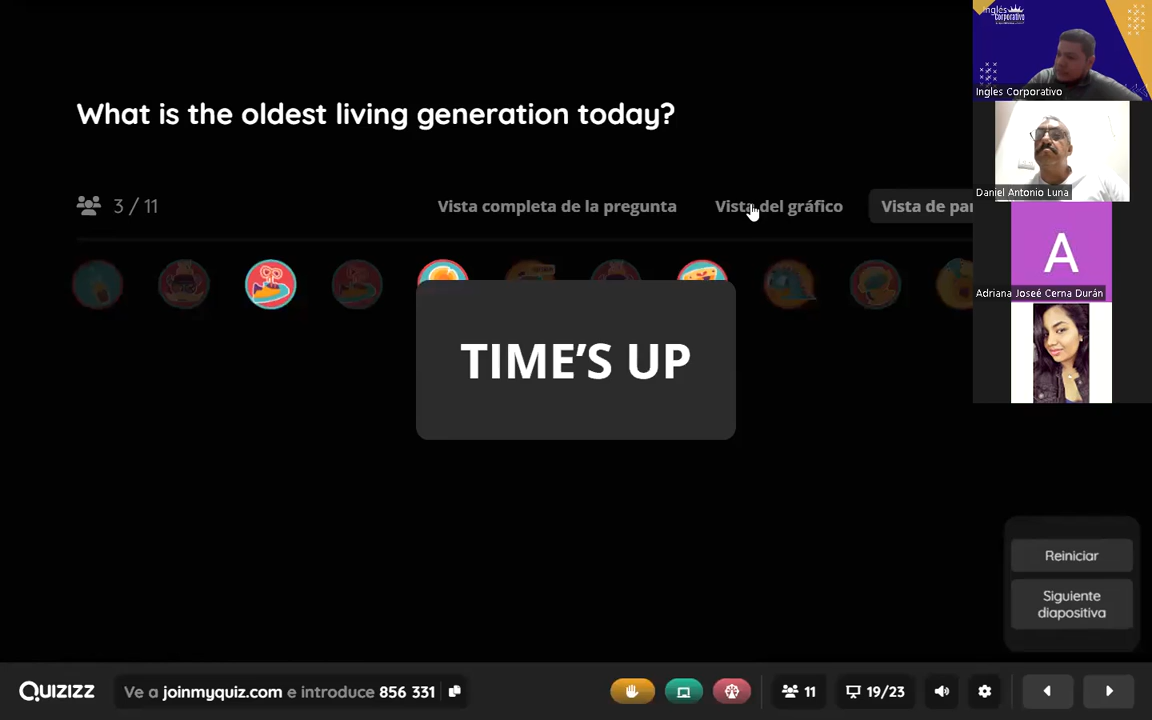 Inglés
Corporativo
Ingles Corporativo
What is the oldest living generation today?
Daniel Antonio Luna
3 / 11
Vista completa de la pregunta
Vista del gráfico
Vista de par
A
Adriana Joseé Cerna Durán
TIME'S UP
Reiniciar
Siguiente
diapositiva
Quizizz
Ve a joinmyquiz.com e introduce 856 331
11
19/23